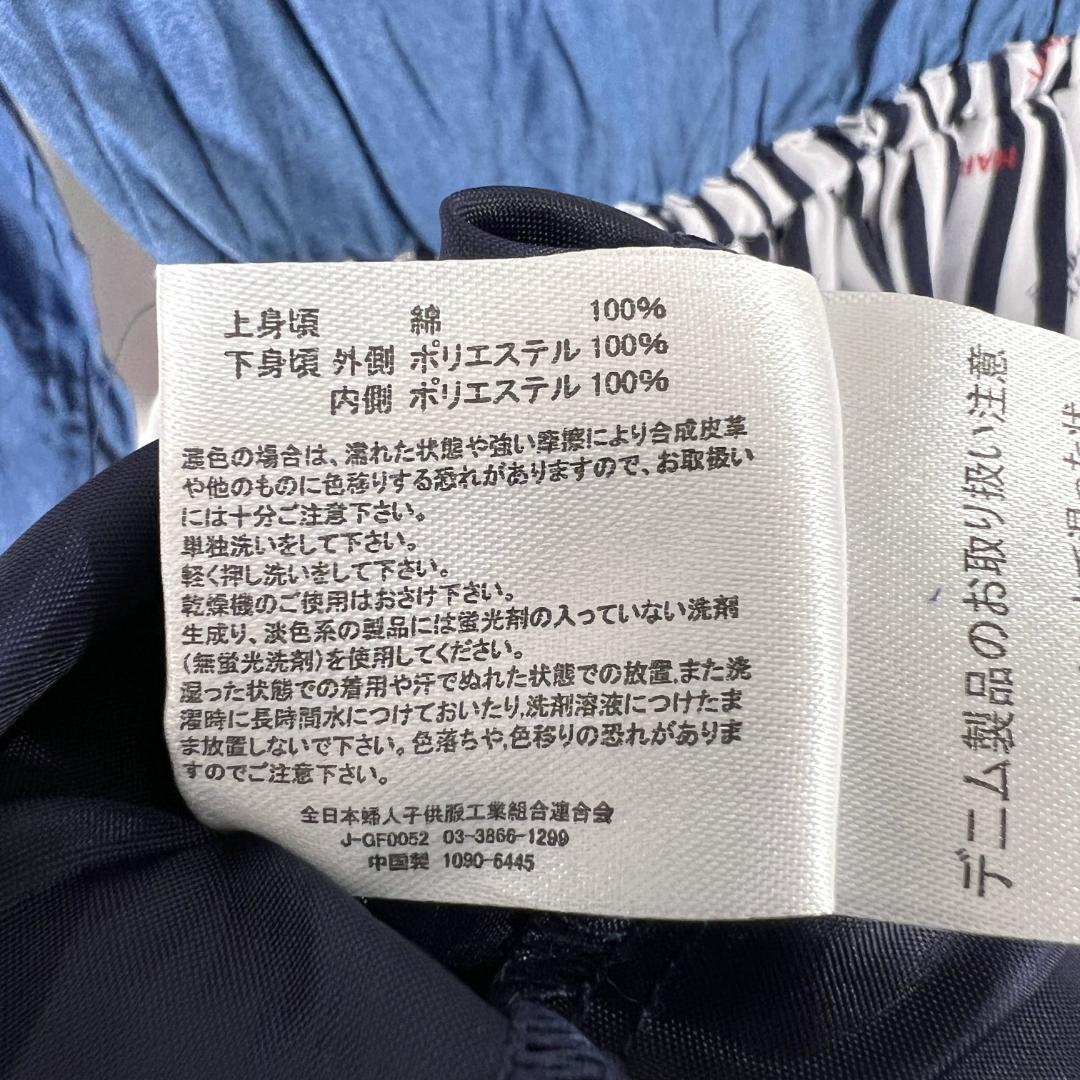 上身頃 綿 100%
下身頃 外側 ポリエステル 100%
内側 ポリエステル 100%
濃色の場合は、濡れた状態や強い摩擦により合成皮革
や他のものに色移りする恐れがありますので、お取扱い
には十分ご注意下さい。
単独洗いをして下さい。
軽く押し洗いをして下さい。
乾燥機のご使用はおさけ下さい。
生成り、淡色系の製品には蛍光剤の入っていない洗剤
(無蛍光洗剤)を使用してください。
湿った状態での着用や汗でぬれた状態での放置,また洗
濯時に長時間水につけておいたり,洗剤溶液につけたま
ま放置しないで下さい。色落ちや,色移りの恐れがありま
すのでご注意下さい。
全日本婦人子供服工業組合連合会
J-GF0052 03-3866-1299
中国製 1090-6445
デニム製品のお取り扱い注意